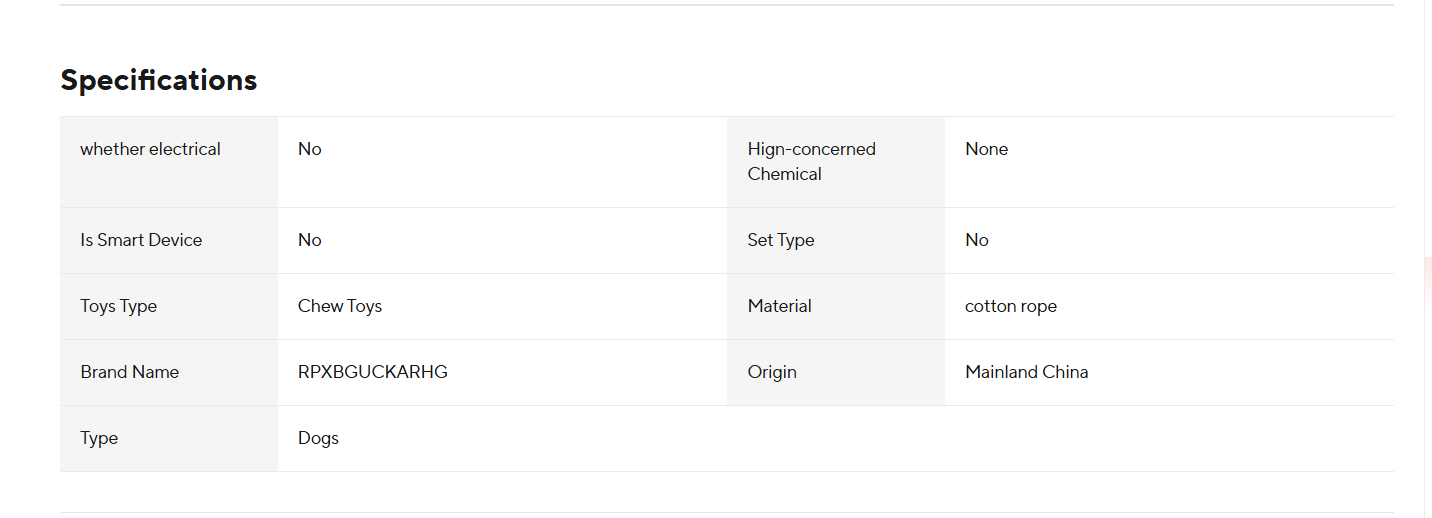 Specifications
whether electrical
No
Hign-concerned
Chemical
None
Is Smart Device
No
Set Type
No
Toys Type
Chew Toys
Material
cotton rope
Brand Name
RPXBGUCKARHG
Origin
Mainland China
Type
Dogs